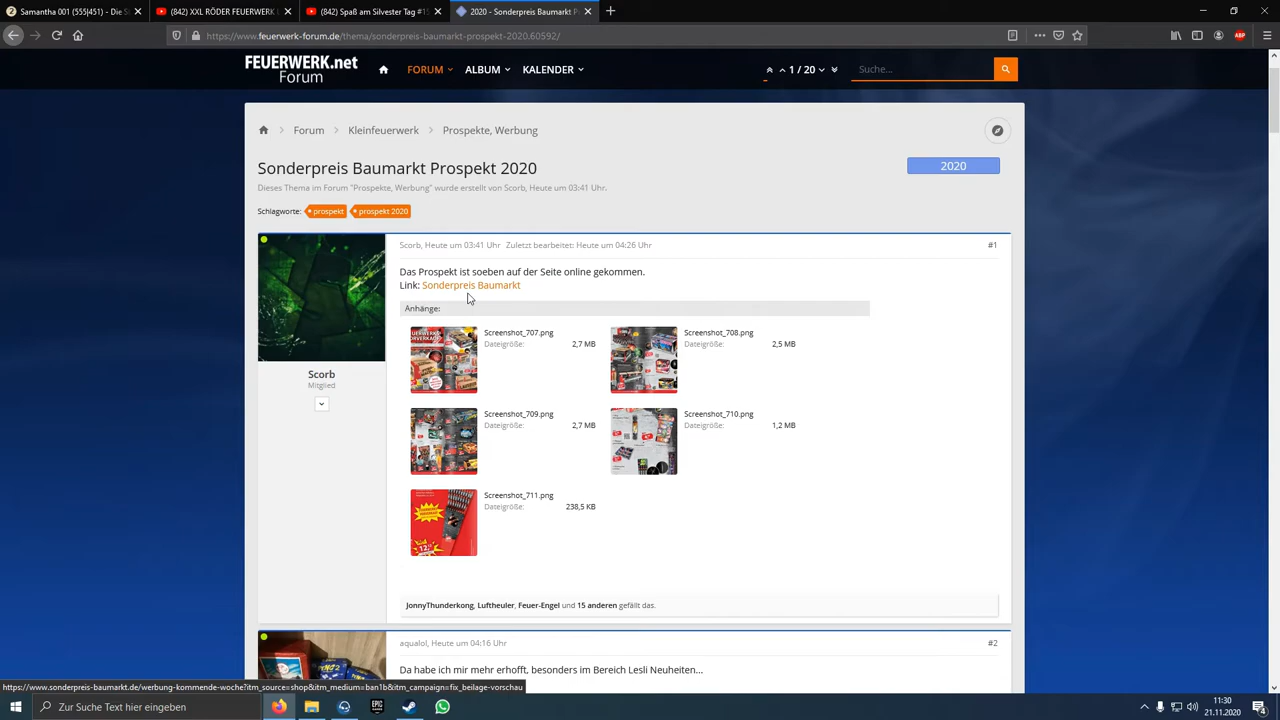 Samantha 001 (555|451) - Die Si
(842) XXL RÖDER FEUERWERK U
(842) Spaß am Silvester Tag #15
2020 - Sonderpreis Baumarkt Pr
https://www.feuerwerk-forum.de/thema/sonderpreis-baumarkt-prospekt-2020.60592/
FEUERWERK.net
Forum
FORUM
ALBUM
KALENDER
1 / 20
Suche...
Forum
Kleinfeuerwerk
Prospekte, Werbung
Sonderpreis Baumarkt Prospekt 2020
2020
Dieses Thema im Forum "Prospekte, Werbung" wurde erstellt von Scorb, Heute um 03:41 Uhr.
Schlagworte: prospekt prospekt 2020
Scorb, Heute um 03:41 Uhr Zuletzt bearbeitet: Heute um 04:26 Uhr
#1
Das Prospekt ist soeben auf der Seite online gekommen.
Link: Sonderpreis Baumarkt
Anhänge:
Screenshot_707.png
Dateigröße: 2,7 MB
Screenshot_708.png
Dateigröße: 2,5 MB
Scorb
Mitglied
Screenshot_709.png
Dateigröße: 2,7 MB
Screenshot_710.png
Dateigröße: 1,2 MB
Screenshot_711.png
Dateigröße: 238,5 KB
JonnyThunderkong, Luftheuler, Feuer-Engel und 15 anderen gefällt das.
aqualol, Heute um 04:16 Uhr
#2
Da habe ich mir mehr erhofft, besonders im Bereich Lesli Neuheiten...
https://www.sonderpreis-baumarkt.de/werbung-kommende-woche?itm_source=shop&itm_medium=ban1b&itm_campaign=fix_beilage-vorschau
Zur Suche Text hier eingeben
11:30
21.11.2020